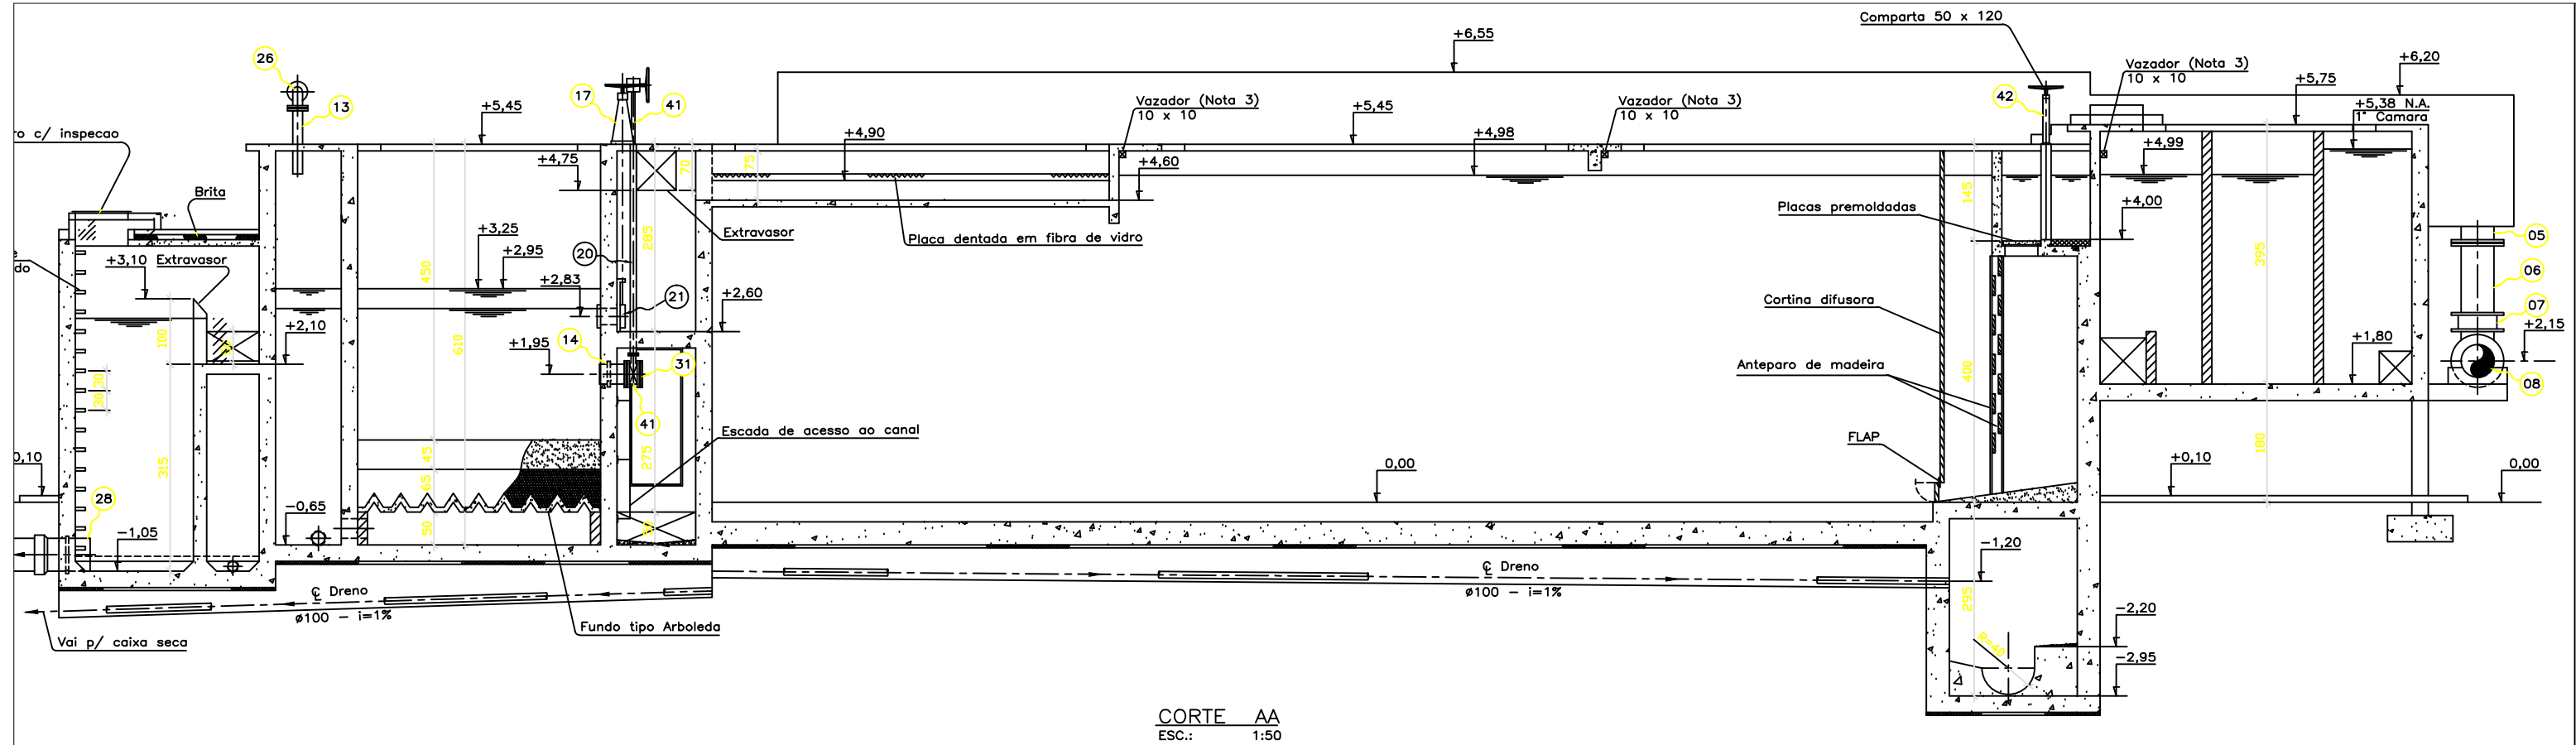 Comparta 50 x 120
+6,55
26
+6,20
Vazador (Nota 3)
10 x 10
+5,75
17
41
42
13
+5,45
Vazador (Nota 3)
10 x 10
+5,45
Vazador (Nota 3)
10 x 10
+5,38 N.A.
1ª Camara
ro c/ inspecao
+4,90
+4,98
+4,99
+4,75
70
75
+4,60
145
Brita
Placas premoldadas
+4,00
+3,25
Extravasor
285
Placa dentada em fibra de vidro
05
+2,95
20
395
e
do
+3,10
Extravasor
450
+2,83
21
+2,60
Cortina difusora
06
07
100
+2,10
610
+1,95
14
31
Anteparo de madeira
400
+1,80
+2,15
08
30
30
41
Escada de acesso ao canal
FLAP
45
275
315
0,10
0,00
180
+0,10
0,00
65
28
-0,65
50
-1,05
-1,20
℄ Dreno
ø100 - i=1%
℄ Dreno
ø100 - i=1%
295
-2,20
Vai p/ caixa seca
Fundo tipo Arboleda
R=40
-2,95
CORTE AA
ESC.: 1:50